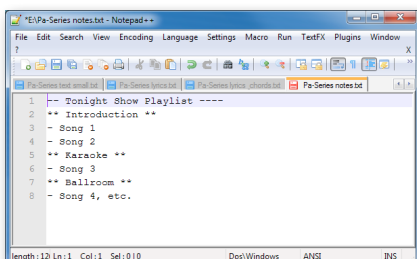 *E:\Pa-Series notes.txt - Notepad++
File Edit Search View Encoding Language Settings Macro Run TextFX Plugins Window
? X
Pa-Series text small.txt Pa-Series lyrics.txt Pa-Series lyrics_chords.txt Pa-Series notes.txt
1 -- Tonight Show Playlist ----
2 ** Introduction **
3 - Song 1
4 - Song 2
5 ** Karaoke **
6 - Song 3
7 ** Ballroom **
8 - Song 4, etc.
length : 12 Ln : 1 Col : 1 Sel : 0 | 0 Dos\Windows ANSI INS